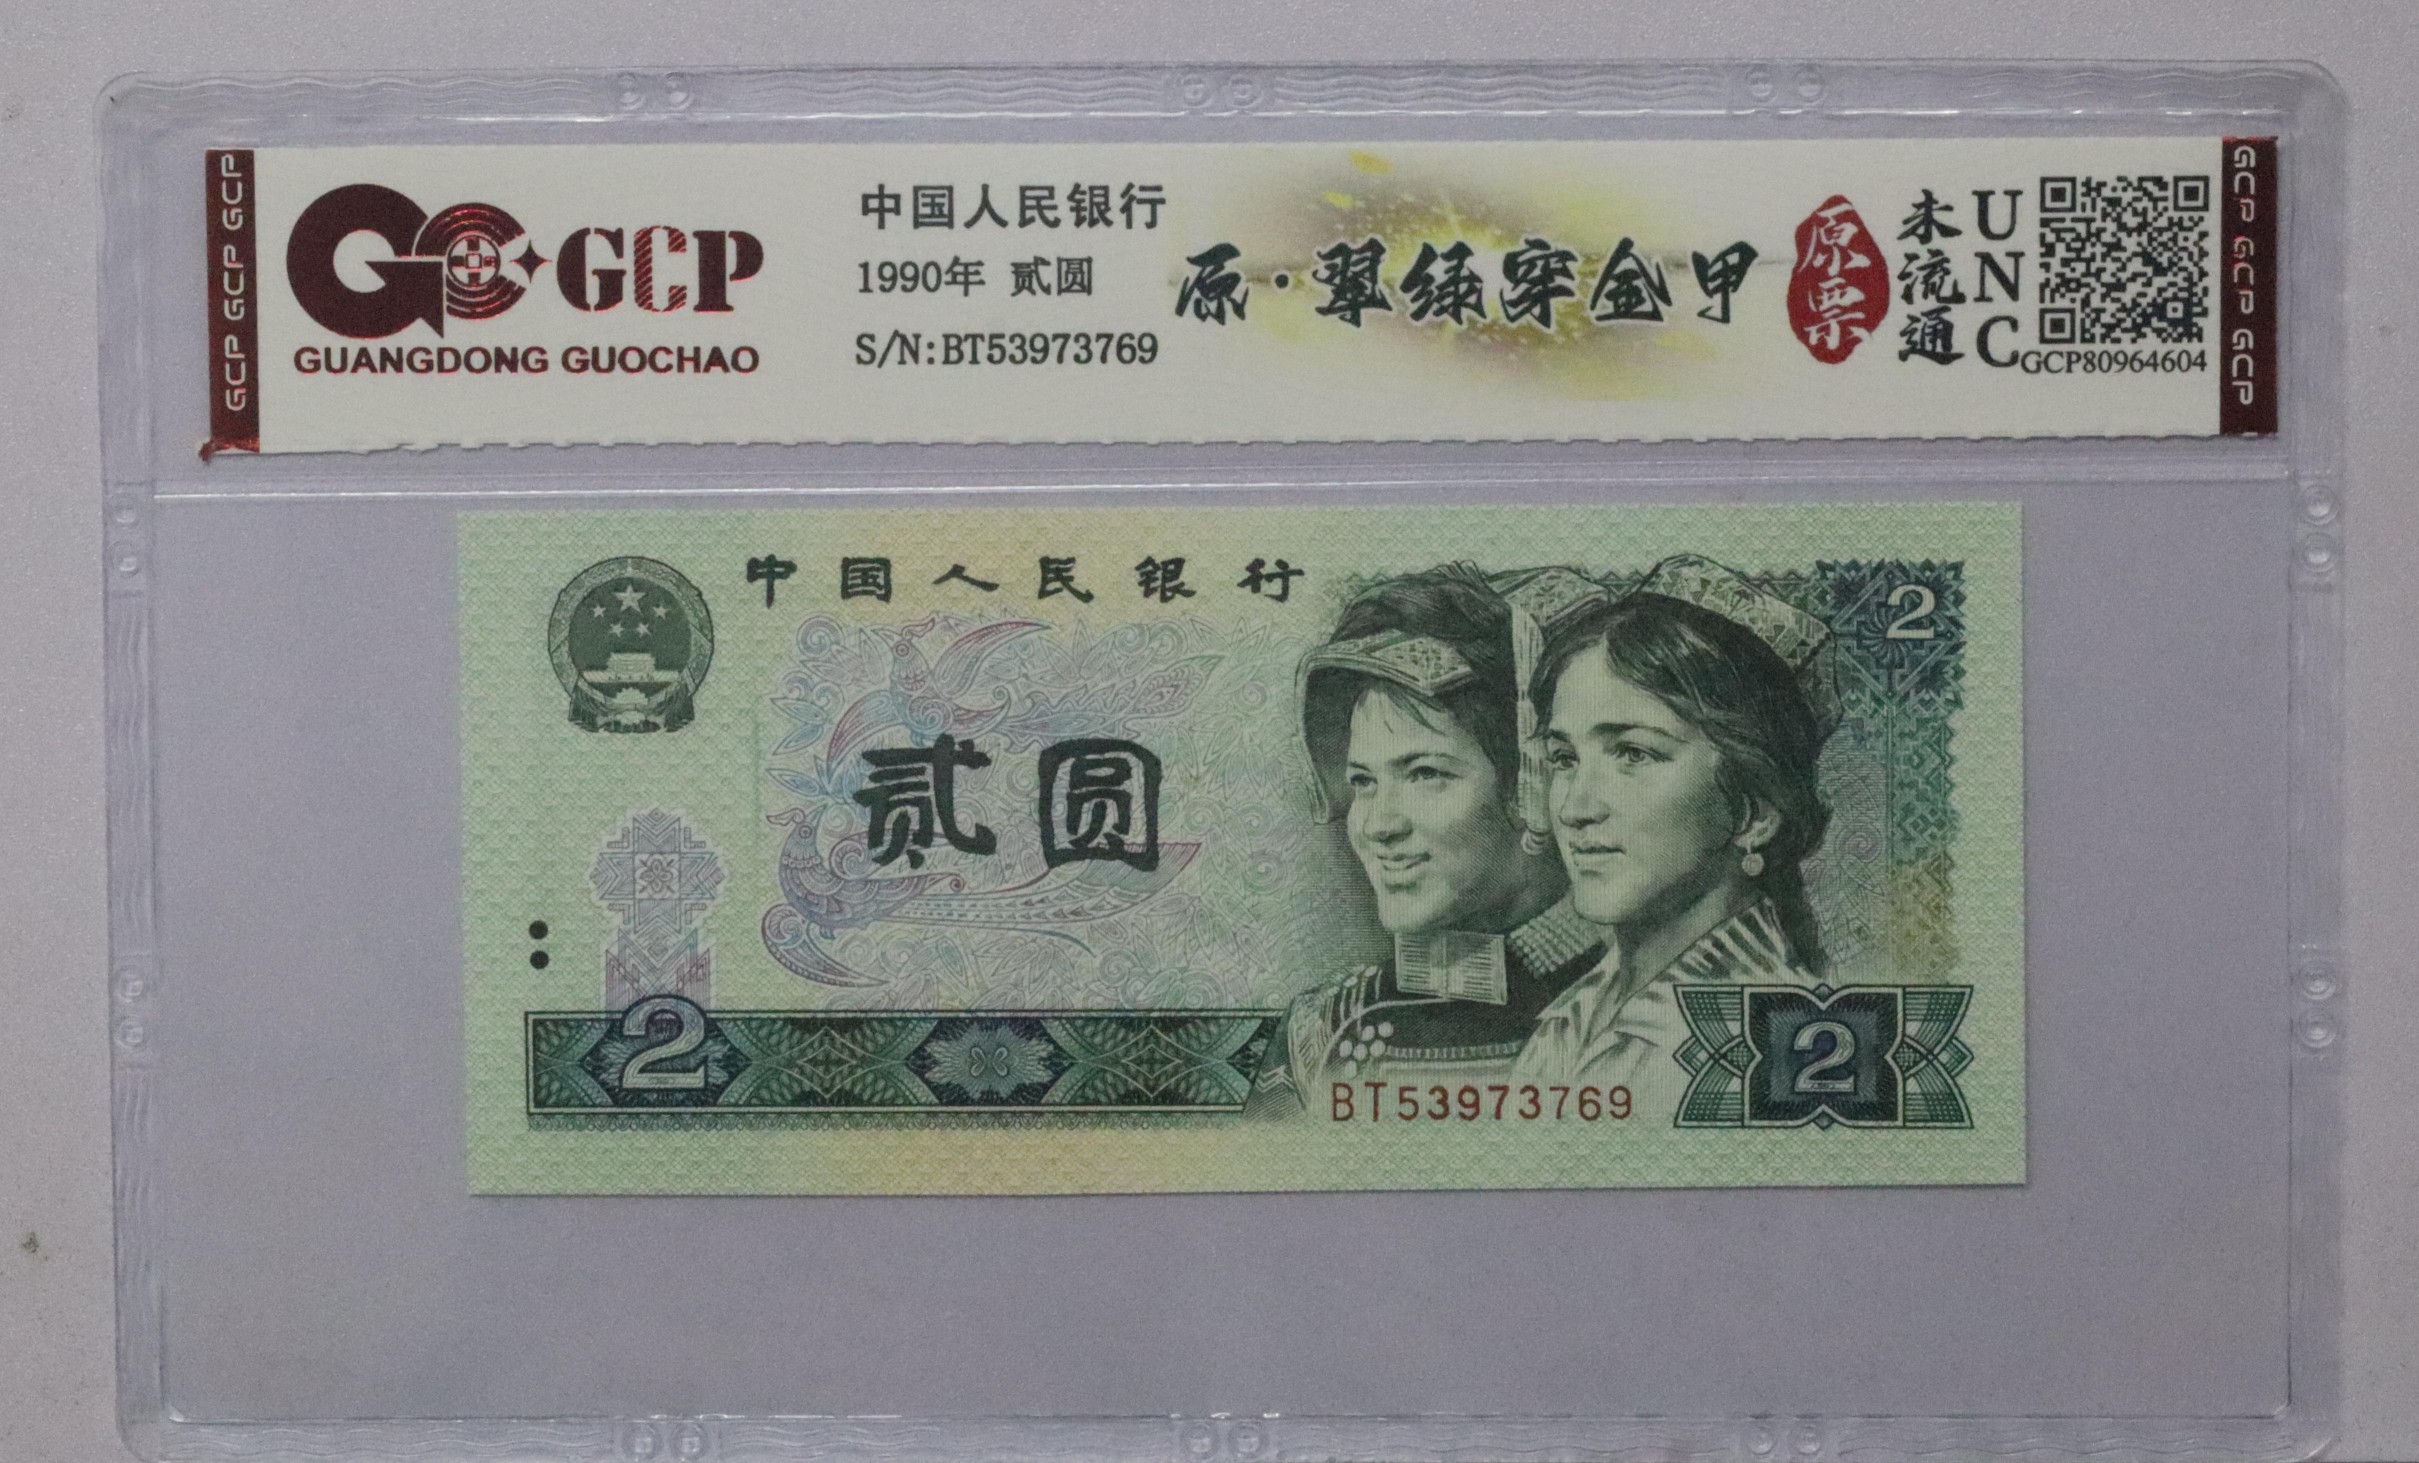 GCP GCP GCP
GCP
GUANGDONG GUOCHAO
中国人民银行
1990年 贰圆
S/N:BT53973769
原·翠绿穿金甲
原票
未流通
UNC
GCP80964604
GCP GCP GCP
中国人民银行
2
贰圆
2
BT53973769
2